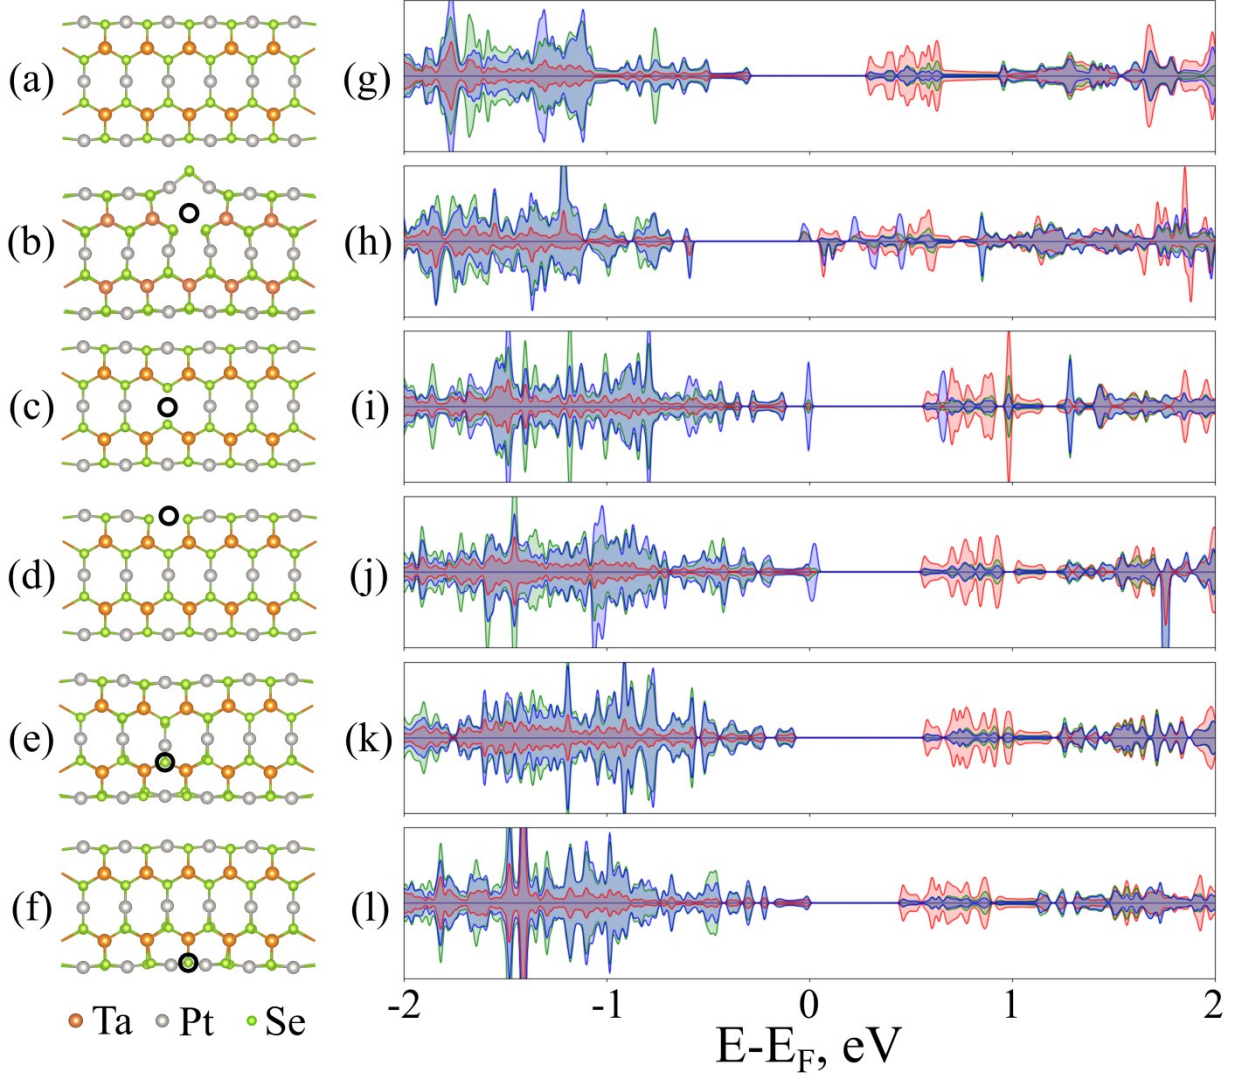 (a) (g)
(b) (h)
(c) (i)
(d) (j)
(e) (k)
(f) (l)
-2 -1 0 1 2
Ta Pt Se
E-E_F, eV